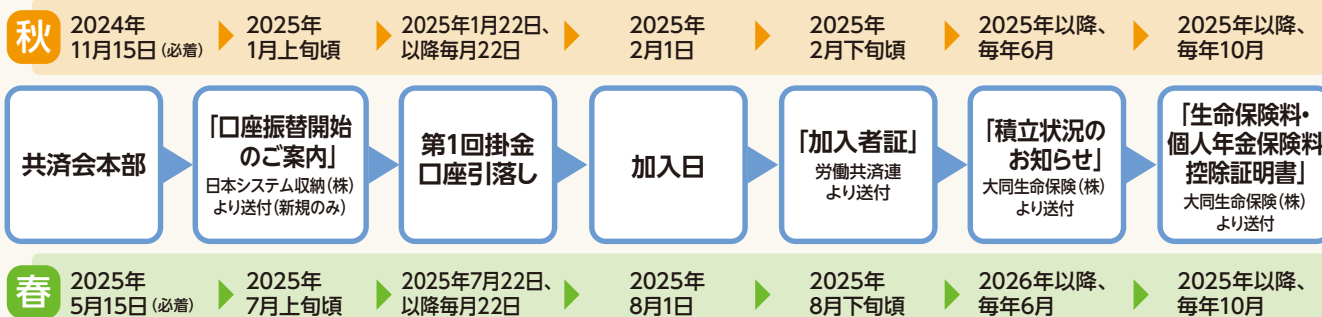 秋
2024年
11月15日(必着)
2025年
1月上旬頃
2025年1月22日、
以降毎月22日
2025年
2月1日
2025年
2月下旬頃
2025年以降、
毎年6月
2025年以降、
毎年10月
共済会本部
「口座振替開始
のご案内」
日本システム収納(株)
より送付(新規のみ)
第1回掛金
口座引落し
加入日
「加入者証」
労働共済連
より送付
「積立状況の
お知らせ」
大同生命保険(株)
より送付
「生命保険料・
個人年金保険料
控除証明書」
大同生命保険(株)
より送付
春
2025年
5月15日(必着)
2025年
7月上旬頃
2025年7月22日、
以降毎月22日
2025年
8月1日
2025年
8月下旬頃
2026年以降、
毎年6月
2025年以降、
毎年10月